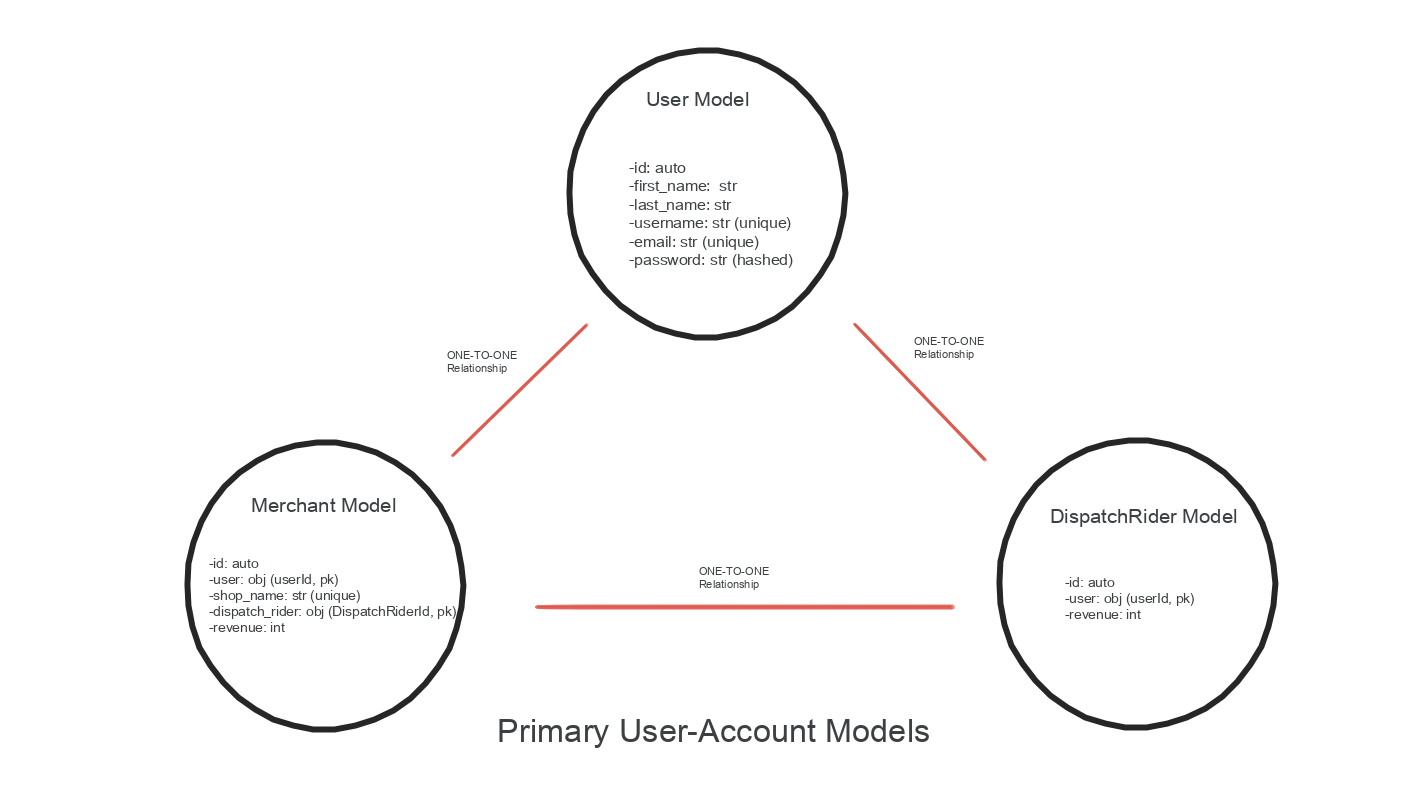 User Model
-id: auto
-first_name:  str
-last_name: str
-username: str (unique)
-email: str (unique)
-password: str (hashed)
ONE-TO-ONE
Relationship
ONE-TO-ONE
Relationship
Merchant Model
-id: auto
-user: obj (userId, pk)
-shop_name: str (unique)
-dispatch_rider: obj (DispatchRiderId, pk)
-revenue: int
ONE-TO-ONE
Relationship
DispatchRider Model
-id: auto
-user: obj (userId, pk)
-revenue: int
Primary User-Account Models